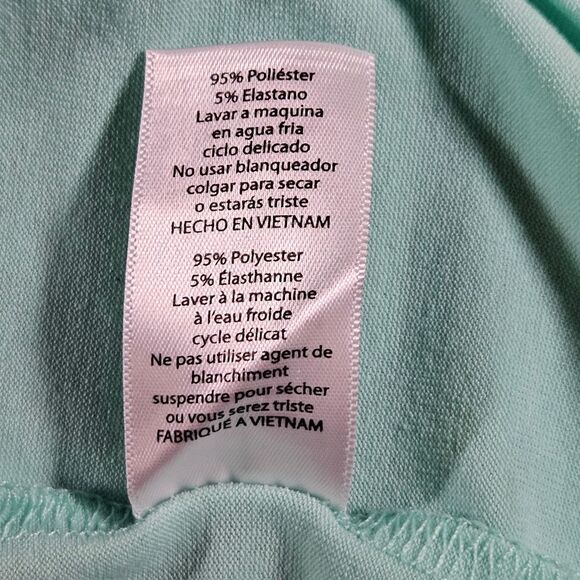 95% Poliéster
5% Elastano
Lavar a maquina
en agua fria
ciclo delicado
No usar blanqueador
colgar para secar
o estarás triste
HECHO EN VIETNAM
95% Polyester
5% Élasthanne
Laver à la machine
à l'eau froide
cycle délicat
Ne pas utiliser agent de
blanchiment
suspendre pour sécher
ou vous serez triste
FABRIQUÉ A VIETNAM